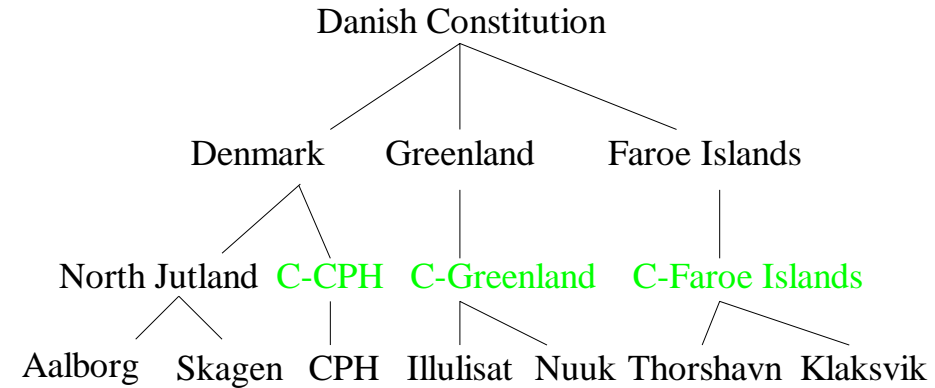 Danish Constitution
Denmark Greenland Faroe Islands
North Jutland C-CPH C-Greenland C-Faroe Islands
Aalborg Skagen CPH Illulisat Nuuk Thorshavn Klaksvik